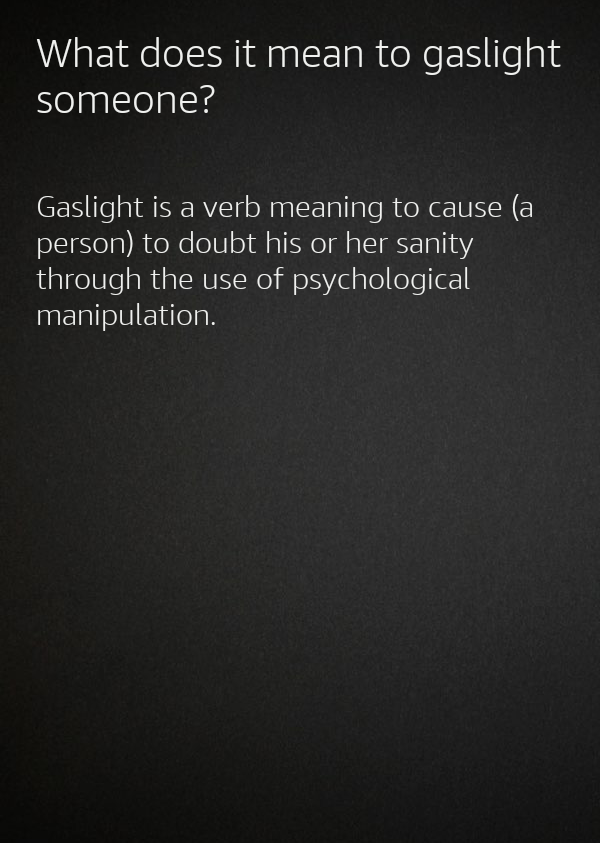 What does it mean to gaslight
someone?
Gaslight is a verb meaning to cause (a
person) to doubt his or her sanity
through the use of psychological
manipulation.